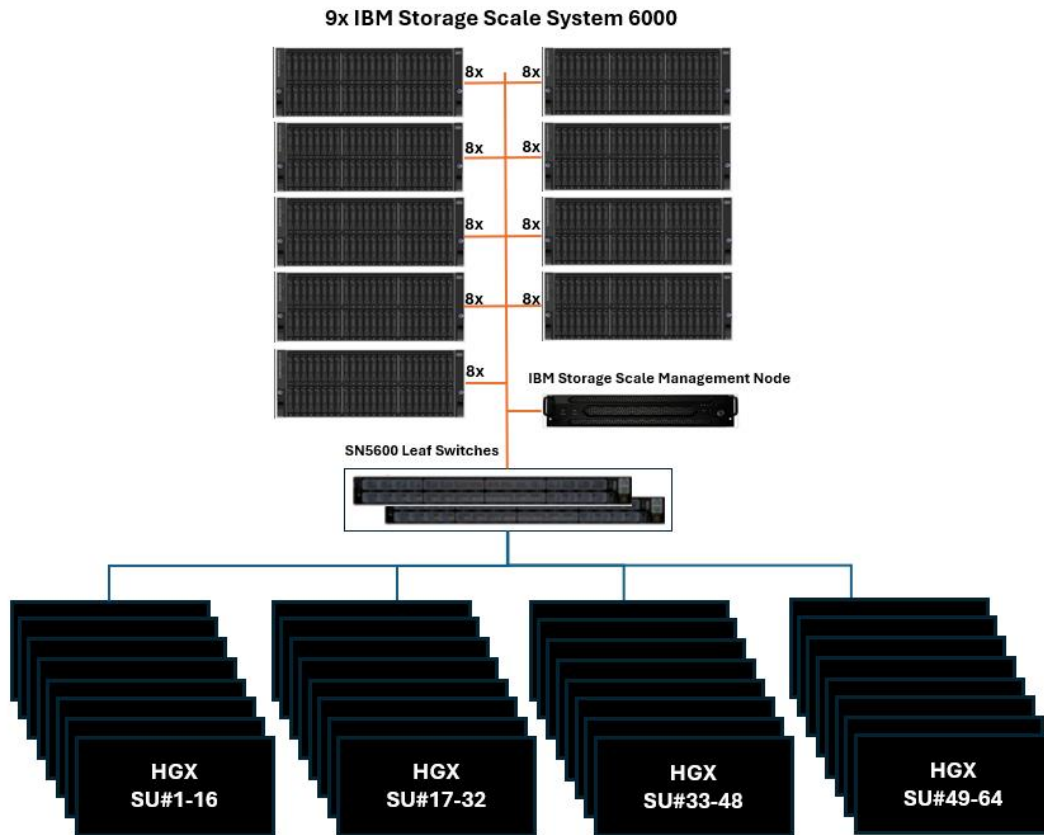 9x IBM Storage Scale System 6000
8x 8x
8x 8x
8x 8x
8x 8x
8x
IBM Storage Scale Management Node
SN5600 Leaf Switches
HGX
SU#1-16
HGX
SU#17-32
HGX
SU#33-48
HGX
SU#49-64